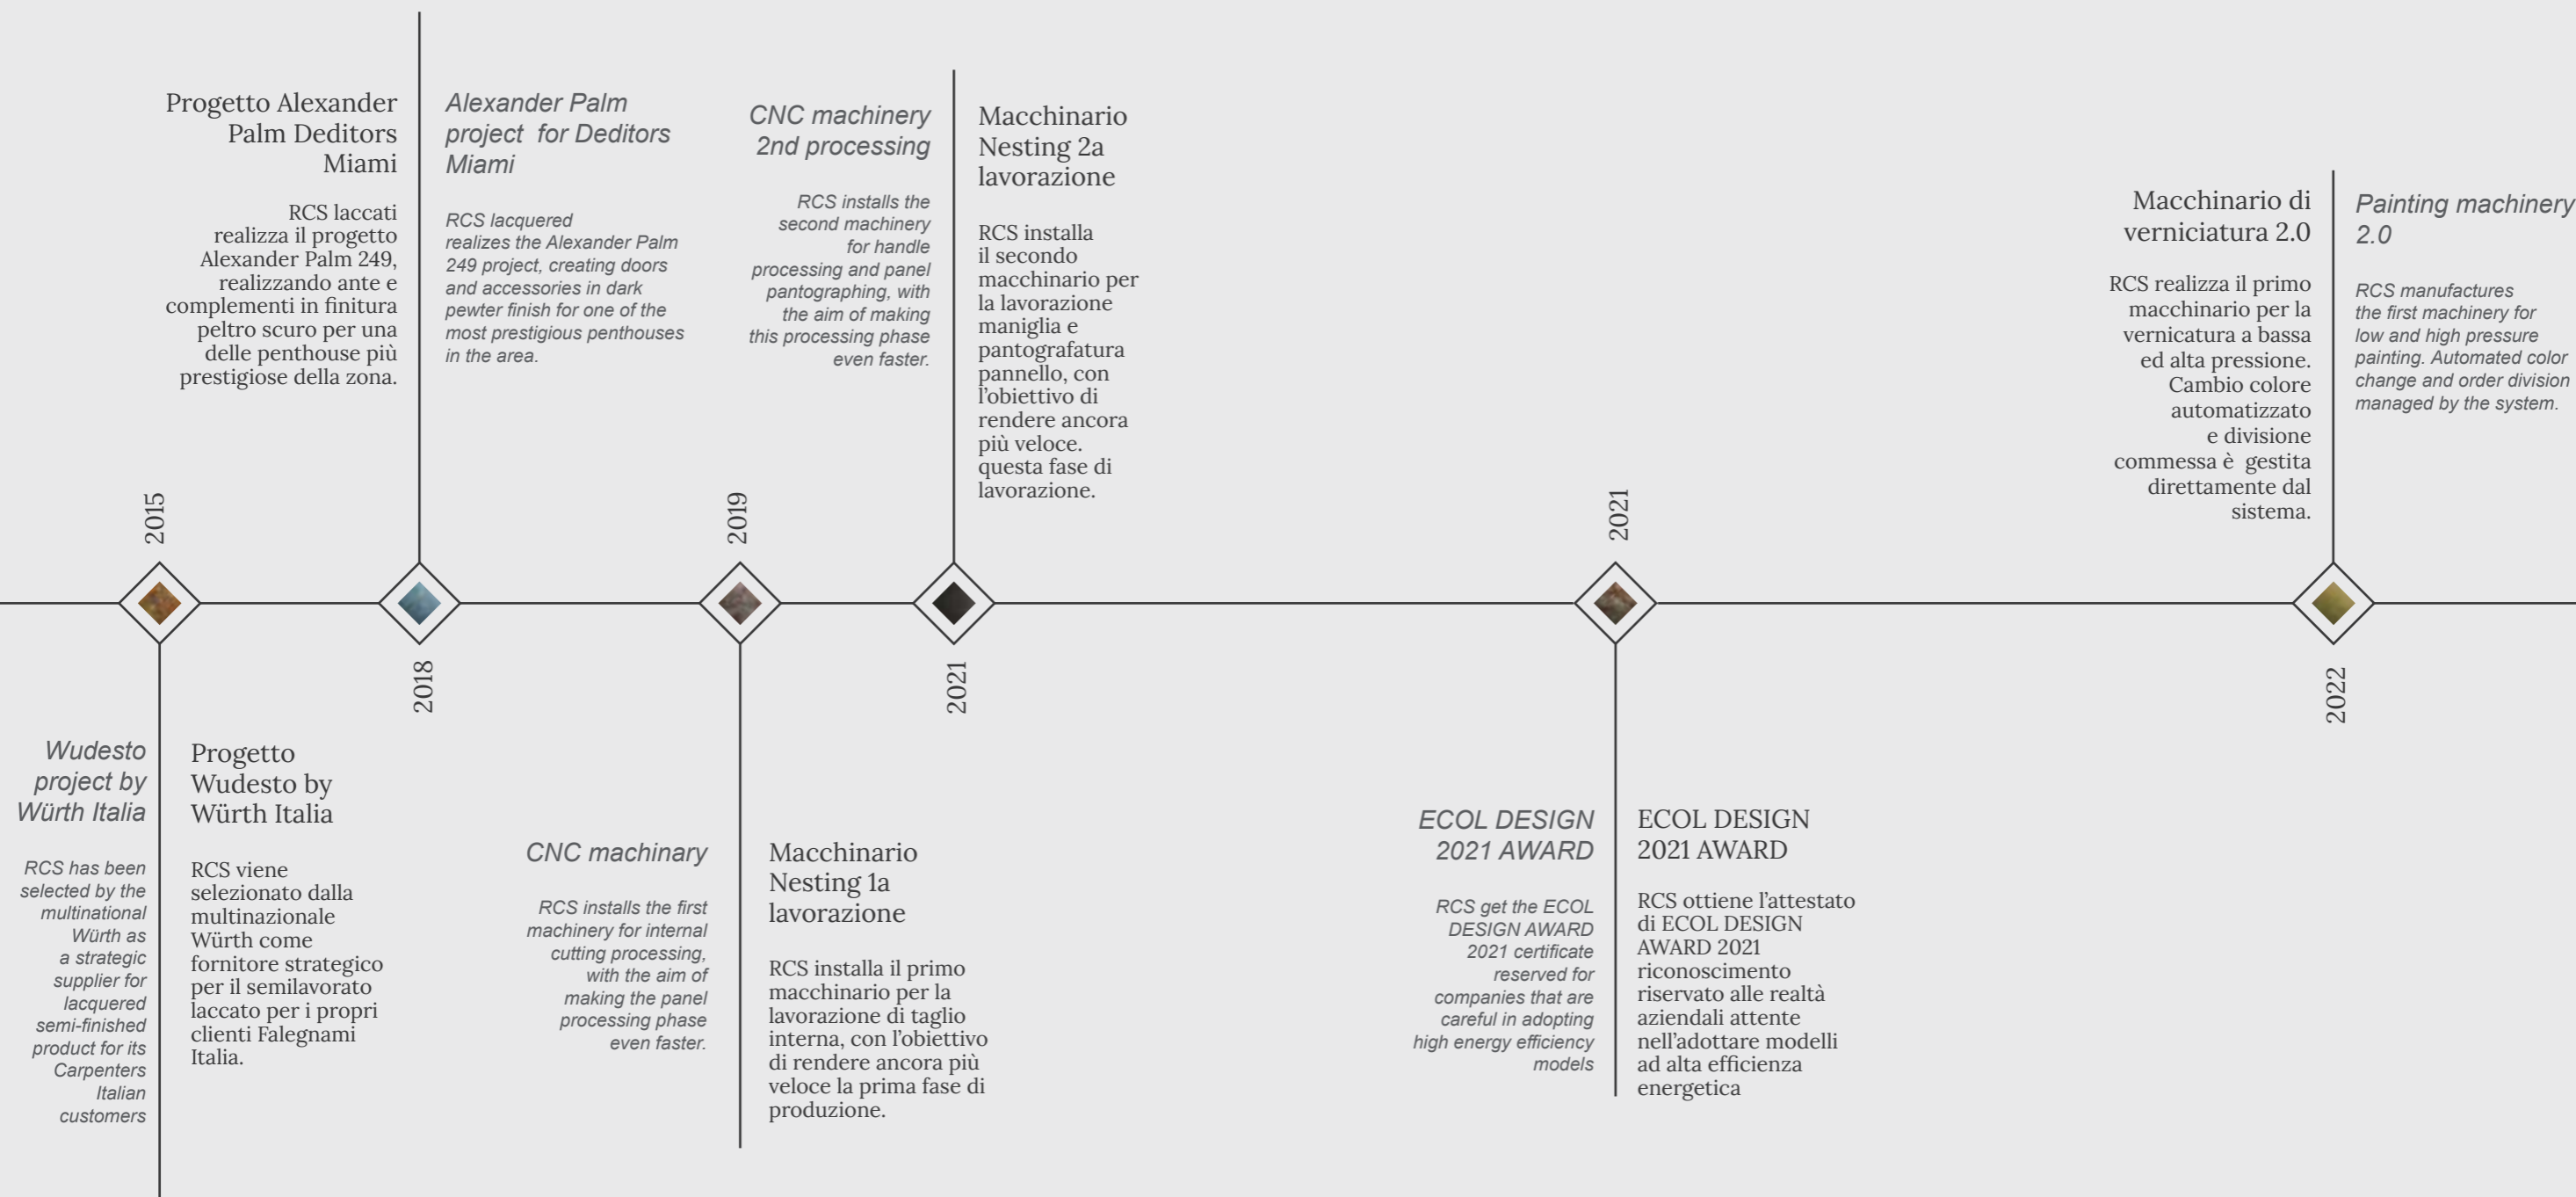 Progetto Alexander
Palm Deditors
Miami
RCS laccati
realizza il progetto
Alexander Palm 249,
realizzando ante e
complementi in finitura
peltro scuro per una
delle penthouse più
prestigiose della zona.
Alexander Palm
project  for Deditors
Miami
RCS lacquered
realizes the Alexander Palm
249 project, creating doors
and accessories in dark
pewter finish for one of the
most prestigious penthouses
in the area.
CNC machinery
2nd processing
RCS installs the
second machinery
for handle
processing and panel
pantographing, with
the aim of making
this processing phase
even faster.
Macchinario
Nesting 2a
lavorazione
RCS installa
il secondo
macchinario per
la lavorazione
maniglia e
pantografatura
pannello, con
l’obiettivo di
rendere ancora
più veloce.
questa fase di
lavorazione.
Macchinario di
verniciatura 2.0
RCS realizza il primo
macchinario per la
vernicatura a bassa
ed alta pressione.
Cambio colore
automatizzato
e divisione
commessa è  gestita
direttamente dal
sistema.
Painting machinery
2.0
RCS manufactures
the first machinery for
low and high pressure
painting. Automated color
change and order division
managed by the system.
2015
2018
2019
2021
2021
2022
Wudesto
project by
Würth Italia
RCS has been
selected by the
multinational
Würth as
a strategic
supplier for
lacquered
semi-finished
product for its
Carpenters
Italian
customers
Progetto
Wudesto by
Würth Italia
RCS viene
selezionato dalla
multinazionale
Würth come
fornitore strategico
per il semilavorato
laccato per i propri
clienti Falegnami
Italia.
CNC machinary
RCS installs the first
machinery for internal
cutting processing,
with the aim of
making the panel
processing phase
even faster.
Macchinario
Nesting 1a
lavorazione
RCS installa il primo
macchinario per la
lavorazione di taglio
interna, con l’obiettivo
di rendere ancora più
veloce la prima fase di
produzione.
ECOL DESIGN
2021 AWARD
RCS get the ECOL
DESIGN AWARD
2021 certificate
reserved for
companies that are
careful in adopting
high energy efficiency
models
ECOL DESIGN
2021 AWARD
RCS ottiene l’attestato
di ECOL DESIGN
AWARD 2021
riconoscimento
riservato alle realtà
aziendali attente
nell’adottare modelli
ad alta efficienza
energetica